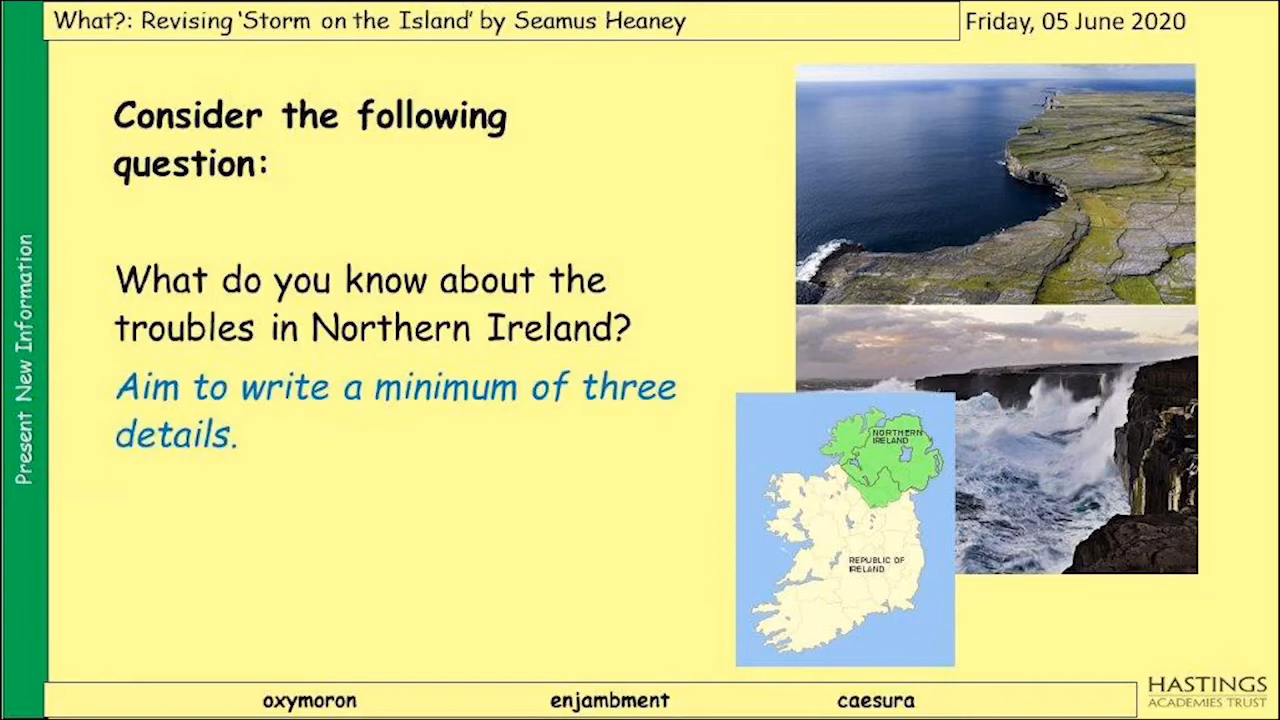 What?: Revising ‘Storm on the Island’ by Seamus Heaney
Friday, 05 June 2020
Present New Information
Consider the following
question:
What do you know about the
troubles in Northern Ireland?
Aim to write a minimum of three
details.
NORTHERN
IRELAND
REPUBLIC OF
IRELAND
oxymoron
enjambment
caesura
HASTINGS
ACADEMIES TRUST